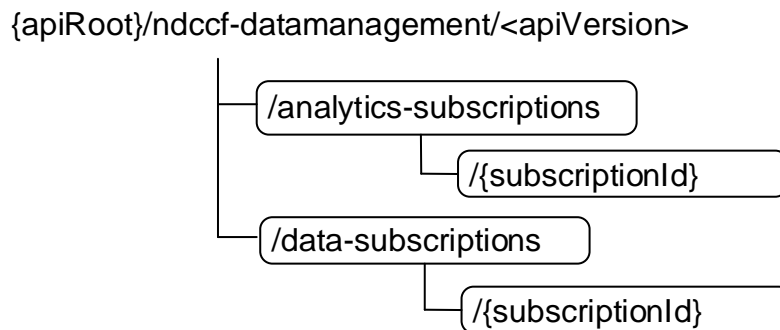 {apiRoot}/ndccf-datamanagement/<apiVersion>
/analytics-subscriptions
/{subscriptionId}
/data-subscriptions
/{subscriptionId}